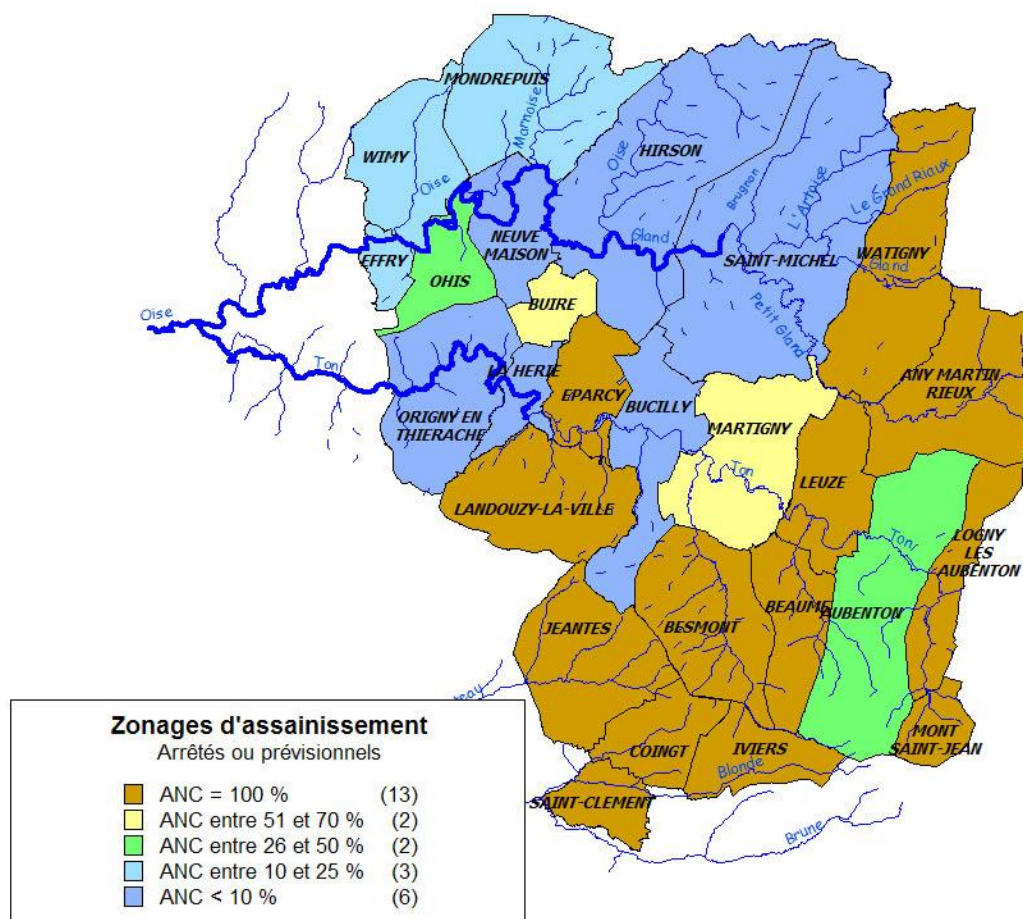 MONDREPUIS
Marnoise
WIMY
Oise
HIRSON
Oise
Brugnon
L'Artoise
Le Grand Riaux
NEUVE
MAISON
Gland
SAINT-MICHEL
WATIGNY
Gland
EFFRY
OHIS
BUIRE
Petit Gland
Oise
Ton
LA HERIE
EPARCY
BUCILLY
ANY MARTIN
RIEUX
ORIGNY EN
THIERACHE
MARTIGNY
Ton
LEUZE
LANDOUZY-LA-VILLE
Ton
LOGNY
LES
AUBENTON
JEANTES
BESMONT
BEAUME
AUBENTON
eau
COINGT
IVIERS
Blonde
MONT
SAINT-JEAN
SAINT-CLEMENT
Brune
Zonages d'assainissement
Arrêtés ou prévisionnels
ANC = 100 % (13)
ANC entre 51 et 70 % (2)
ANC entre 26 et 50 % (2)
ANC entre 10 et 25 % (3)
ANC < 10 % (6)